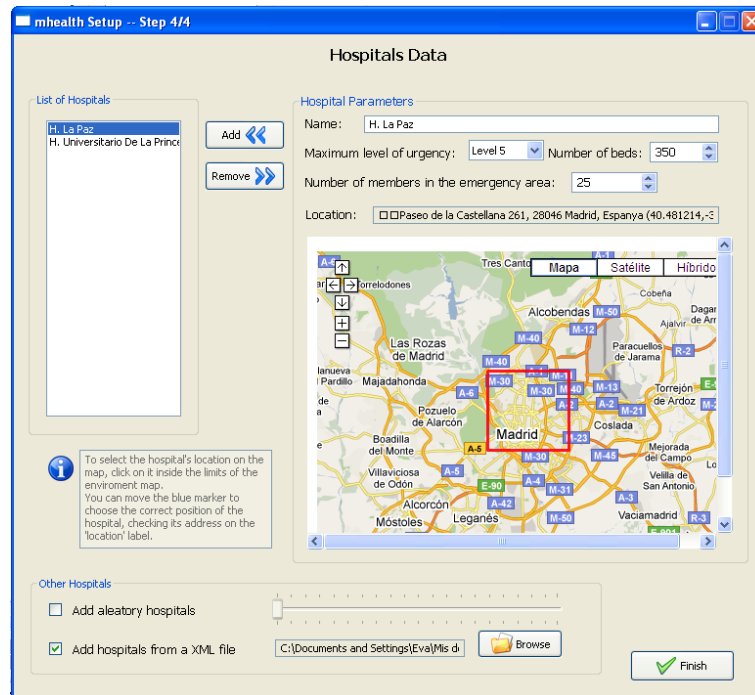 mhealth Setup -- Step 4/4
Hospitals Data
List of Hospitals
H. La Paz
H. Universitario De La Prince
Add
Remove
Hospital Parameters
Name: H. La Paz
Maximum level of urgency: Level 5 Number of beds: 350
Number of members in the emergency area: 25
Location: □□Paseo de la Castellana 261, 28046 Madrid, Espanya (40.481214,-3
Mapa Satélite Híbrido
Tres Canto
A-6
A-1
Torrelodones
Cobeña
Alcobendas M-50
Dagan
de Arr
Ajalvir
M-12
Las Rozas
de Madrid
M-40
Paracuellos
de Jarama
R-2
M-40
A-1
lanueva
l Pardillo
Majadahonda
M-30
M-30
M-40
M-13
Torrejón
de Ardoz
A-6
A-2
A-2
M-21
Pozuelo
de Alarcón
Coslada
Madrid
M-23
Boadilla
del Monte
A-5
M-30
M-45
Mejorada
del Campo
Villaviciosa
de Odón
A-5
E-90
A-4
M-31
Velilla de
San Antonio
A-3
Alcorcón
A-42
Móstoles
Leganés
M-50
Vaciamadrid
R-3
E-901
To select the hospital's location on the
map, click on it inside the limits of the
enviroment map.
You can move the blue marker to
choose the correct position of the
hospital, checking its address on the
'location' label.
Other Hospitals
Add aleatory hospitals
Add hospitals from a XML file C:\Documents and Settings\Eva\Mis d Browse
Finish